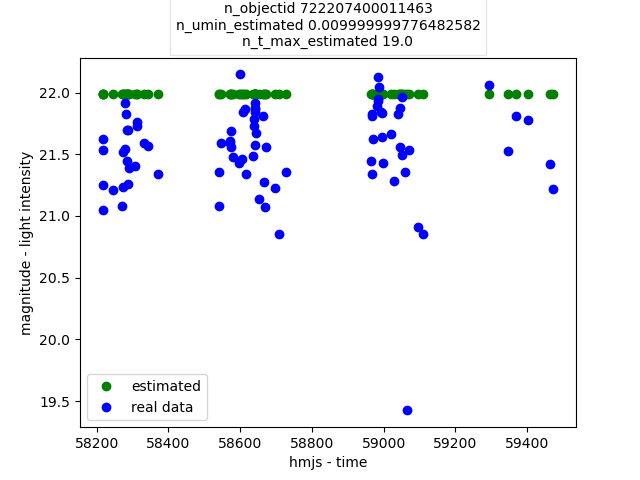 n_objectid 722207400011463
n_umin_estimated 0.009999999776482582
n_t_max_estimated 19.0
magnitude - light intensity
22.0
21.5
21.0
20.5
20.0
19.5
estimated
real data
58200 58400 58600 58800 59000 59200 59400
hmjs - time